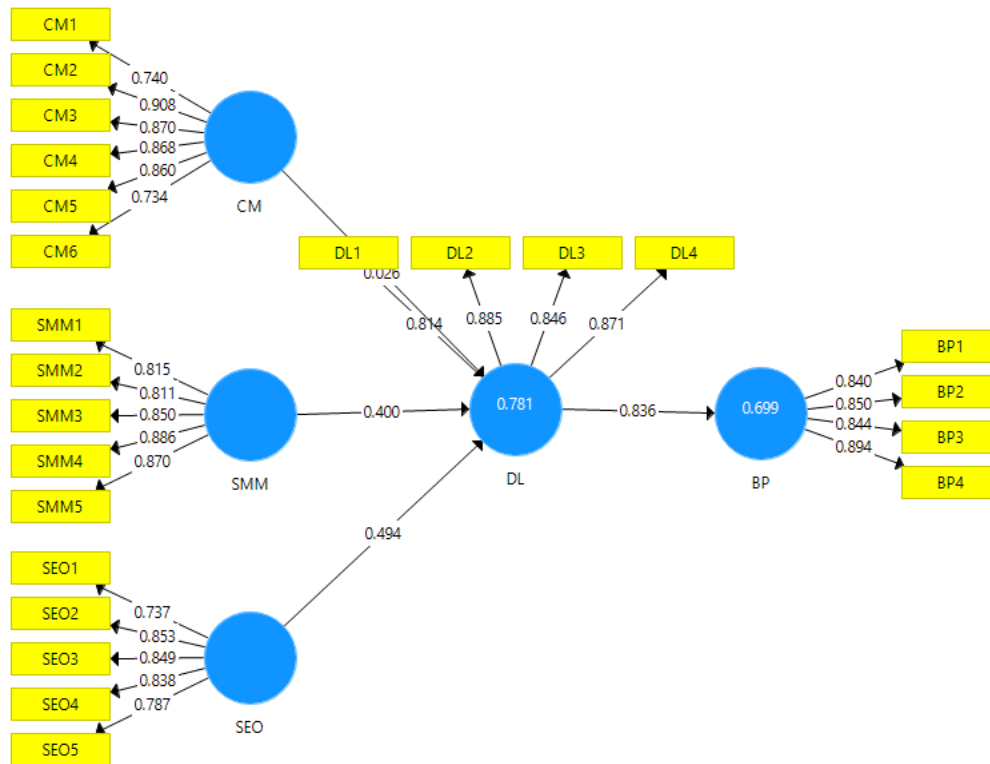 CM1
CM2
CM3
CM4
CM5
CM6
0.740
0.908
0.870
0.868
0.860
0.734
CM
DL1
DL2
DL3
DL4
0.026
0.814
0.885
0.846
0.871
SMM1
SMM2
SMM3
SMM4
SMM5
0.815
0.811
0.850
0.886
0.870
SMM
0.400
0.781
DL
0.836
0.699
BP
BP1
BP2
BP3
BP4
0.840
0.850
0.844
0.894
0.494
SEO1
SEO2
SEO3
SEO4
SEO5
0.737
0.853
0.849
0.838
0.787
SEO